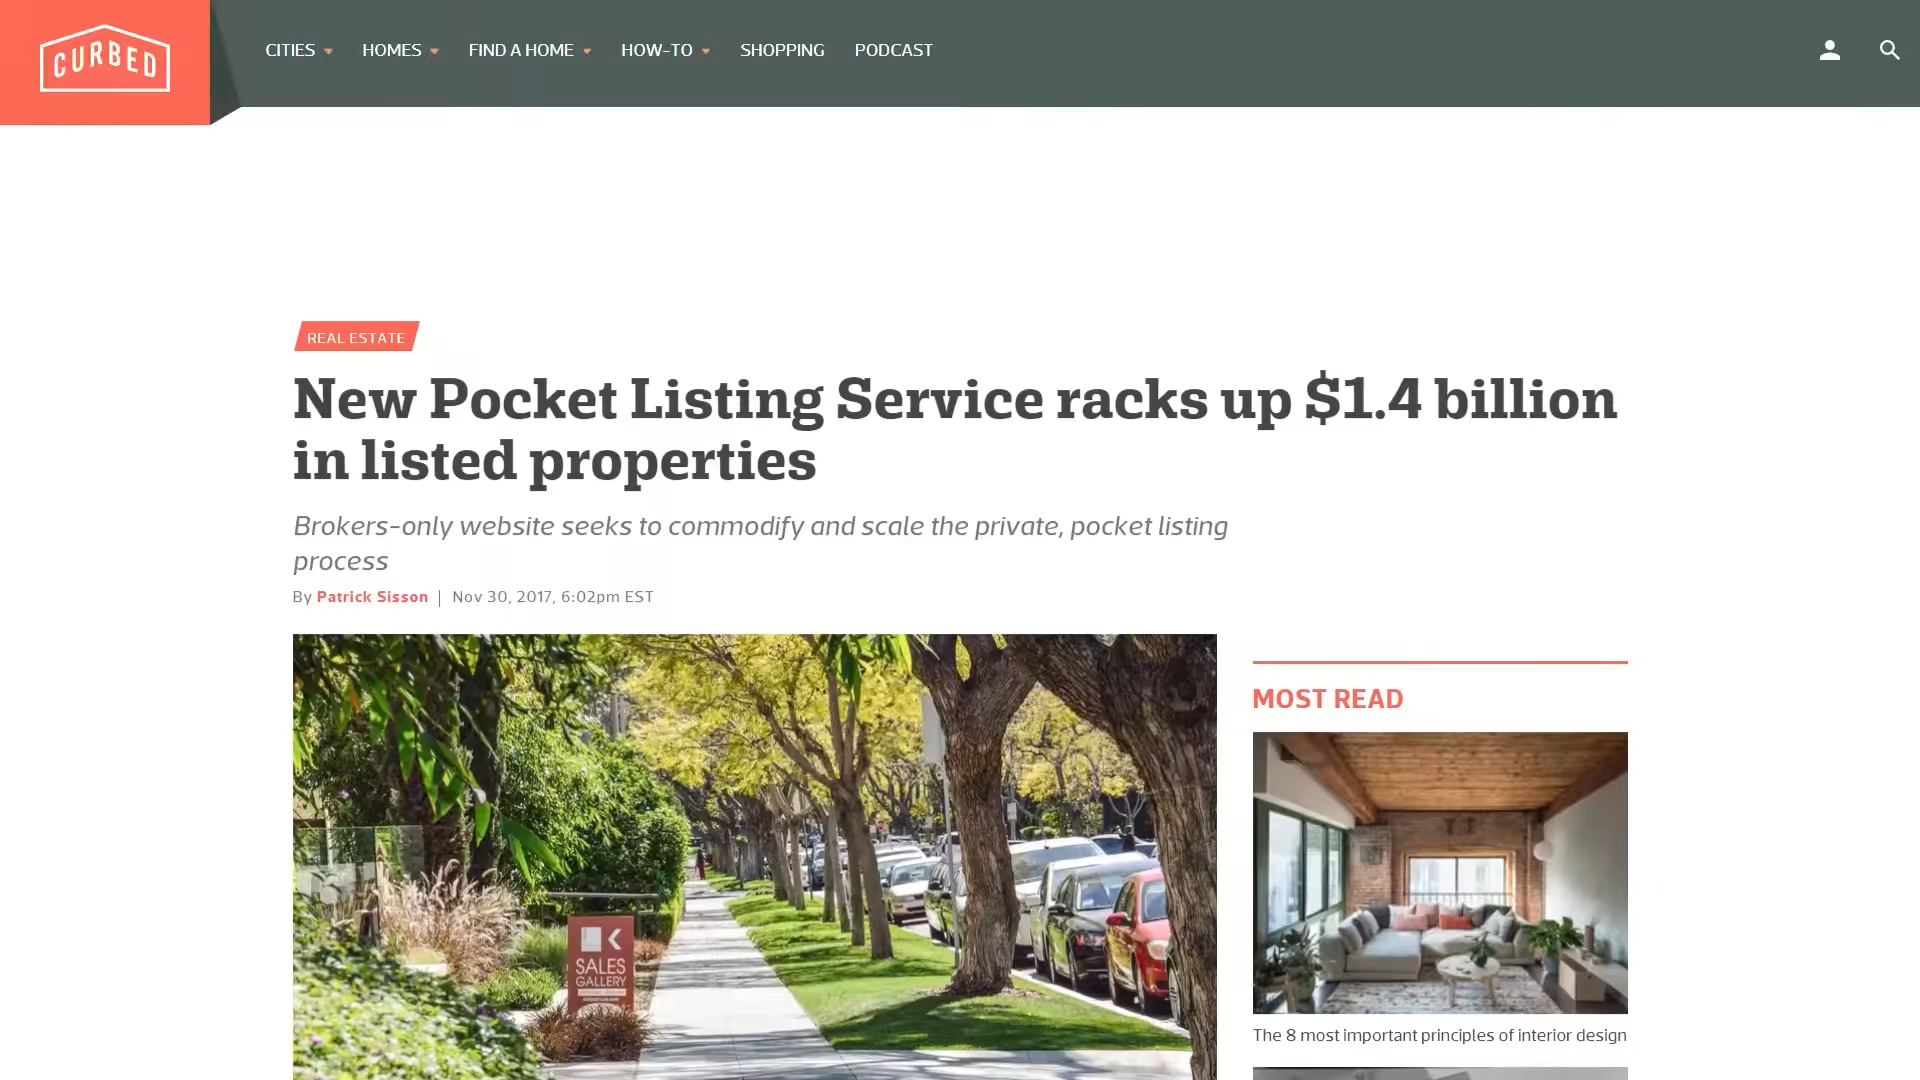 CURBED
CITIES
HOMES
FIND A HOME
HOW-TO
SHOPPING
PODCAST
REAL ESTATE
New Pocket Listing Service racks up $1.4 billion
in listed properties
Brokers-only website seeks to commodify and scale the private, pocket listing
process
By Patrick Sisson | Nov 30, 2017, 6:02pm EST
MOST READ
SALES
GALLERY
The 8 most important principles of interior design